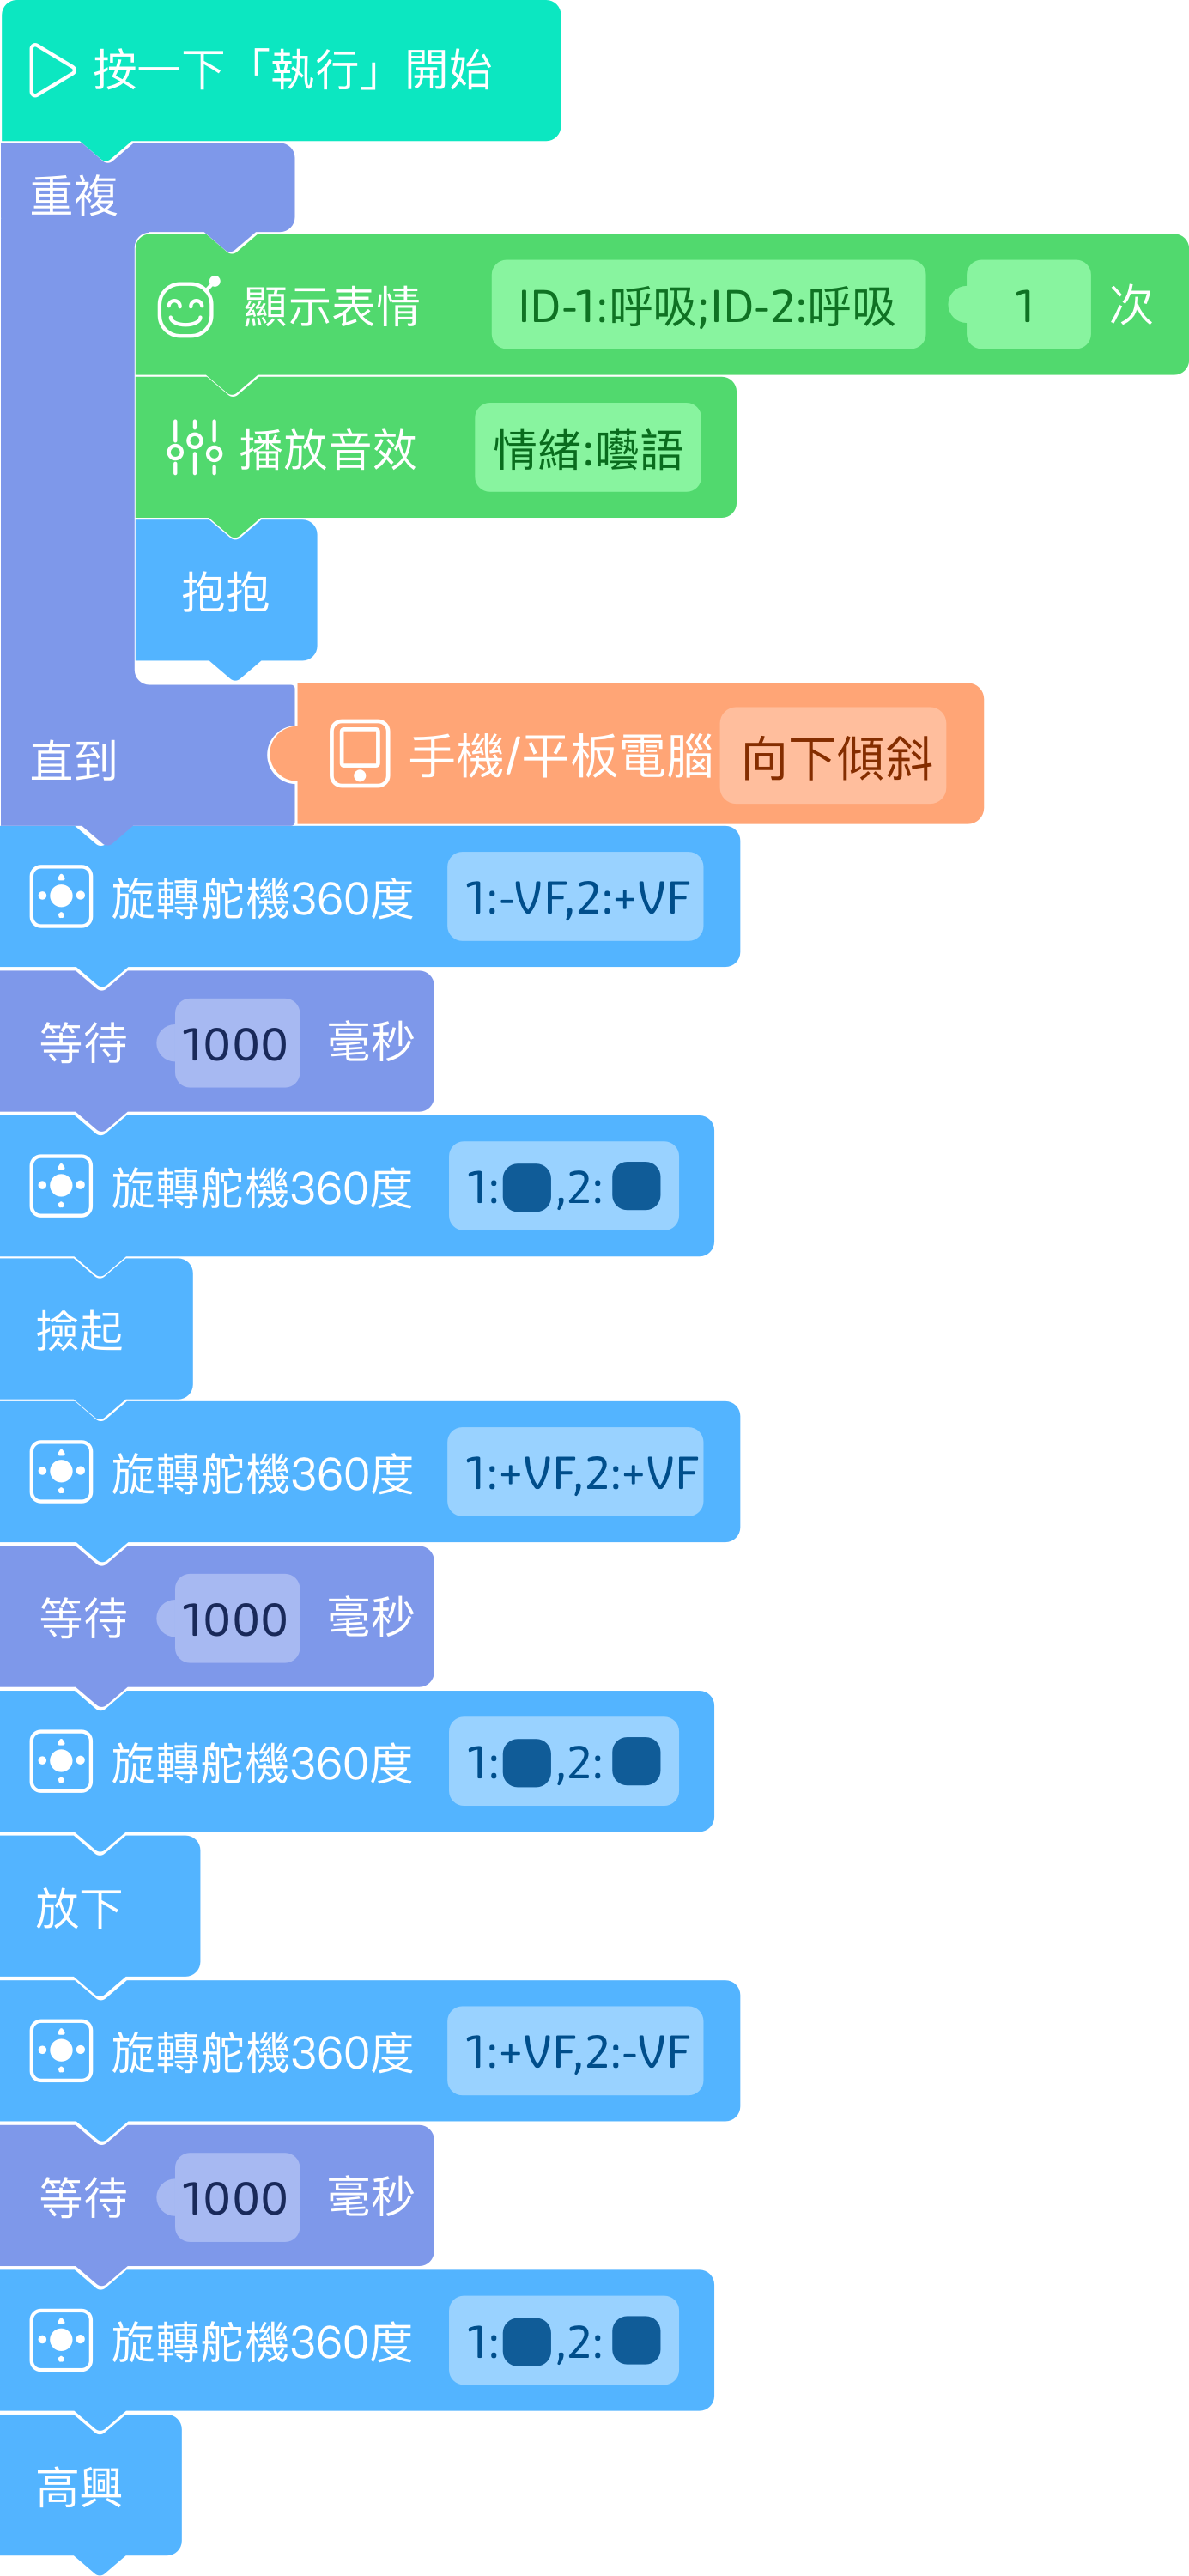 按一下「執行」開始
重複
顯示表情 ID-1:呼吸;ID-2:呼吸 1 次
播放音效 情緒:囈語
抱抱
直到 手機/平板電腦 向下傾斜
旋轉舵機360度 1:-VF,2:+VF
等待 1000 毫秒
旋轉舵機360度 1: ,2:
撿起
旋轉舵機360度 1:+VF,2:+VF
等待 1000 毫秒
旋轉舵機360度 1: ,2:
放下
旋轉舵機360度 1:+VF,2:-VF
等待 1000 毫秒
旋轉舵機360度 1: ,2:
高興